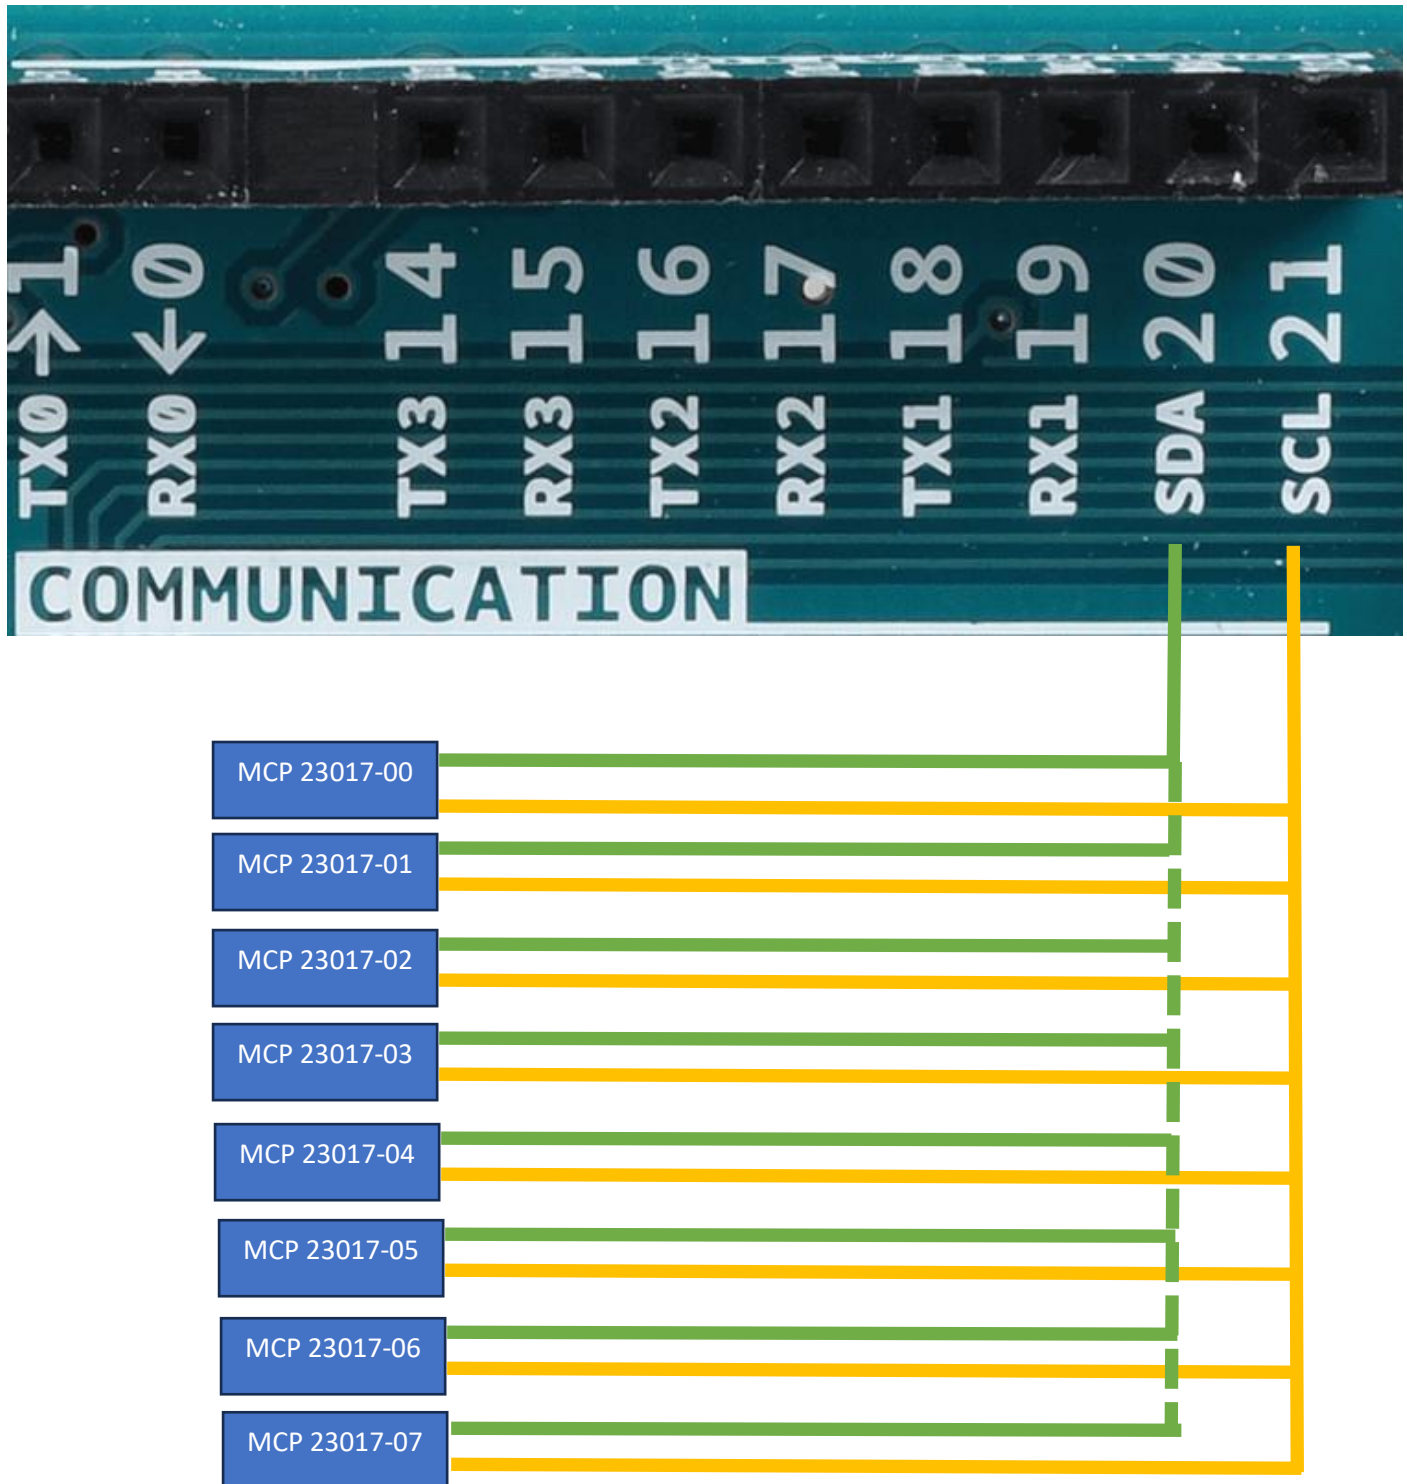 TX0→1
RX0←0
TX3 14
RX3 15
TX2 16
RX2 17
TX1 18
RX1 19
SDA 20
SCL 21
COMMUNICATION
MCP 23017-00
MCP 23017-01
MCP 23017-02
MCP 23017-03
MCP 23017-04
MCP 23017-05
MCP 23017-06
MCP 23017-07